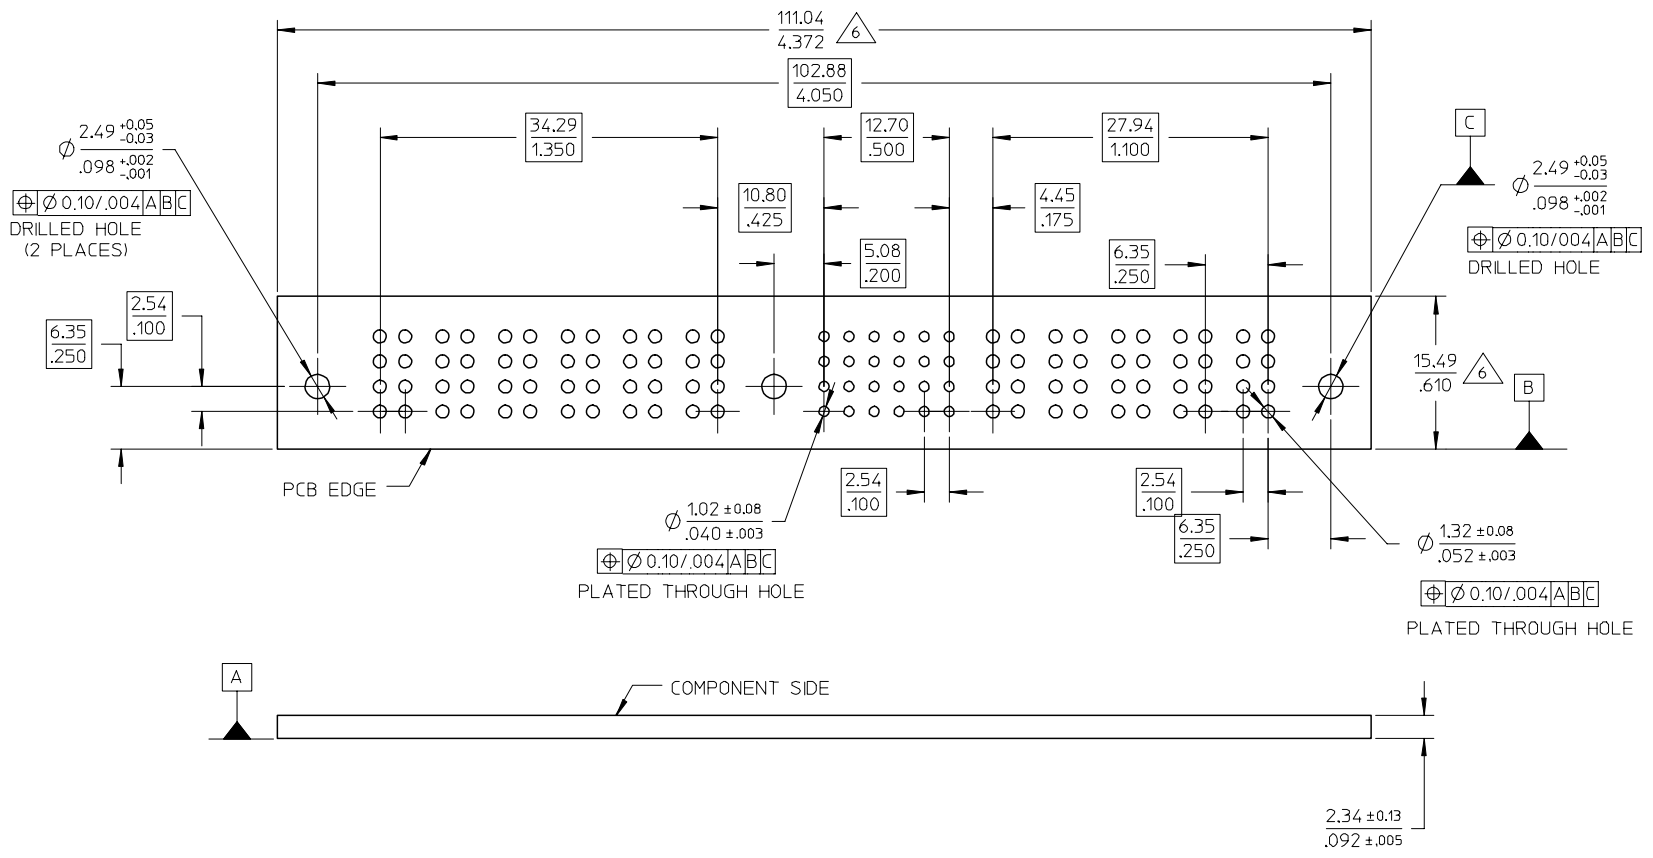 111.04
4.372
6
102.88
4.050
34.29
1.350
12.70
.500
27.94
1.100
C
Ø 2.49 +0.05 -0.03
.098 +.002 -.001
⌖ Ø 0.10/.004 A B C
DRILLED HOLE
(2 PLACES)
10.80
.425
4.45
.175
Ø 2.49 +0.05 -0.03
.098 +.002 -.001
⌖ Ø 0.10/004 A B C
DRILLED HOLE
5.08
.200
6.35
.250
2.54
.100
6.35
.250
15.49
.610
6
B
PCB EDGE
2.54
.100
2.54
.100
Ø 1.02 ±0.08
.040 ±.003
⌖ Ø 0.10/.004 A B C
PLATED THROUGH HOLE
6.35
.250
Ø 1.32 ±0.08
.052 ±.003
⌖ Ø 0.10/.004 A B C
PLATED THROUGH HOLE
A
COMPONENT SIDE
2.34 ±0.13
.092 ±.005